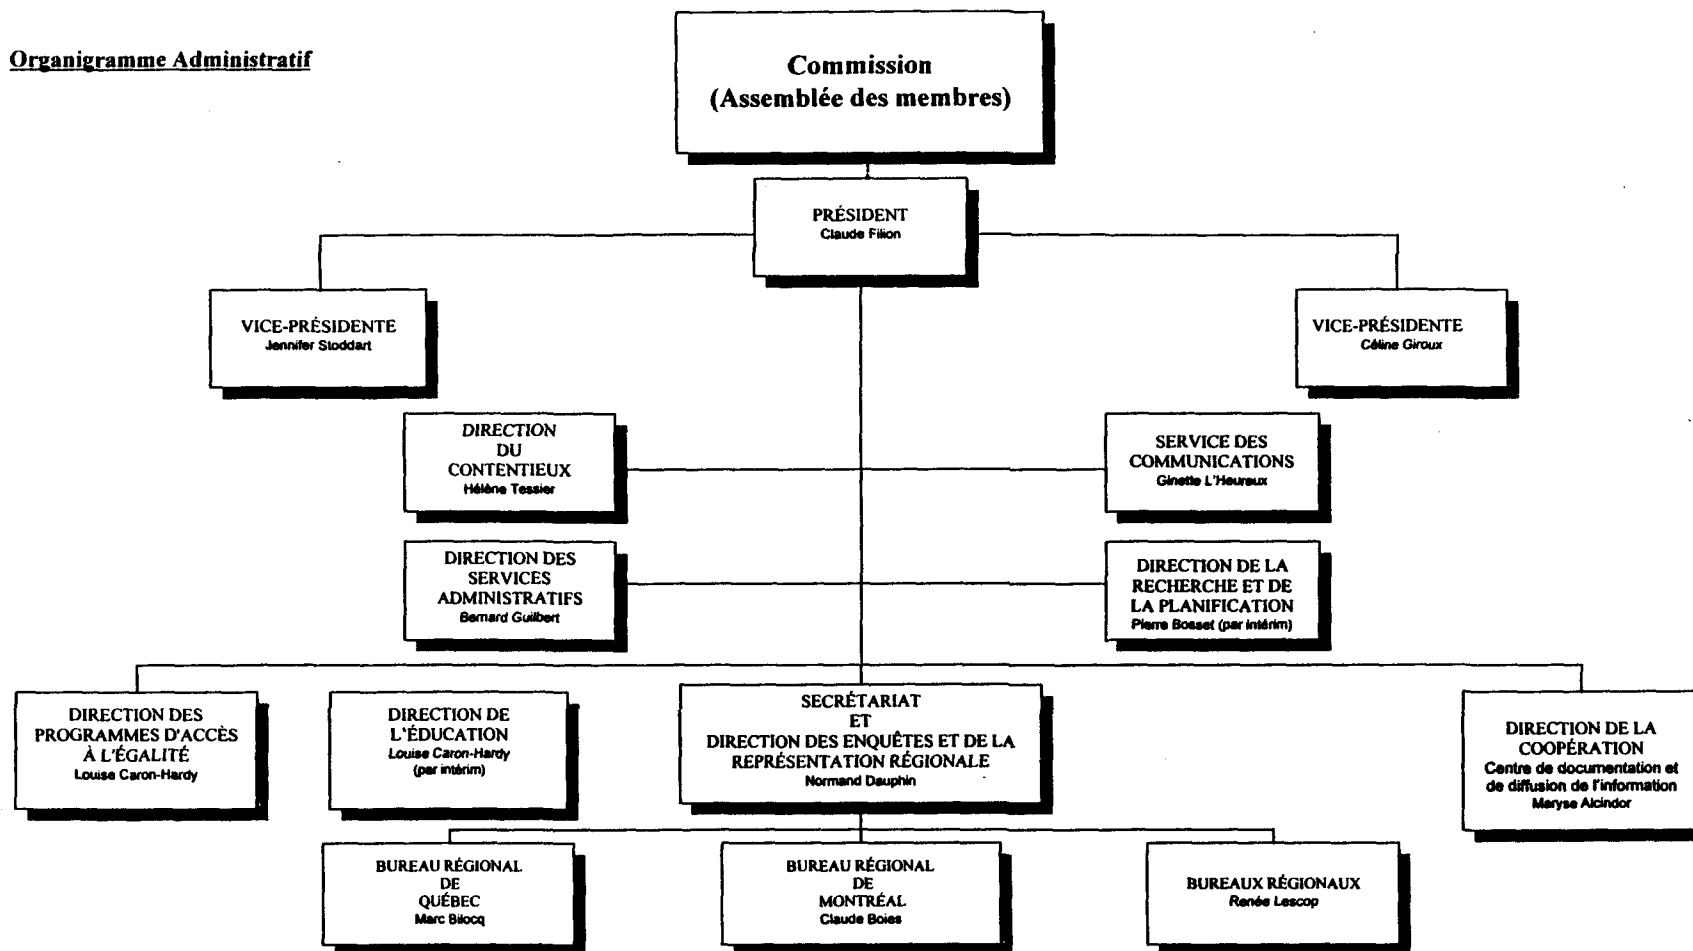 Organigramme Administratif
Commission
(Assemblée des membres)
PRÉSIDENT
Claude Filion
VICE-PRÉSIDENTE
Jennifer Stoddart
VICE-PRÉSIDENTE
Céline Giroux
DIRECTION
DU
CONTENTIEUX
Hélène Tessier
SERVICE DES
COMMUNICATIONS
Ginette L'Heureux
DIRECTION DES
SERVICES
ADMINISTRATIFS
Bernard Guilbert
DIRECTION DE LA
RECHERCHE ET DE
LA PLANIFICATION
Pierre Bosset (par intérim)
DIRECTION DES
PROGRAMMES D'ACCÈS
À L'ÉGALITÉ
Louise Caron-Hardy
DIRECTION DE
L'ÉDUCATION
Louise Caron-Hardy
(par intérim)
SECRÉTARIAT
ET
DIRECTION DES ENQUÊTES ET DE LA
REPRÉSENTATION RÉGIONALE
Normand Dauphin
DIRECTION DE LA
COOPÉRATION
Centre de documentation et
de diffusion de l'information
Maryse Alcindor
BUREAU RÉGIONAL
DE
QUÉBEC
Marc Bilocq
BUREAU RÉGIONAL
DE
MONTRÉAL
Claude Boies
BUREAUX RÉGIONAUX
Renée Lescop